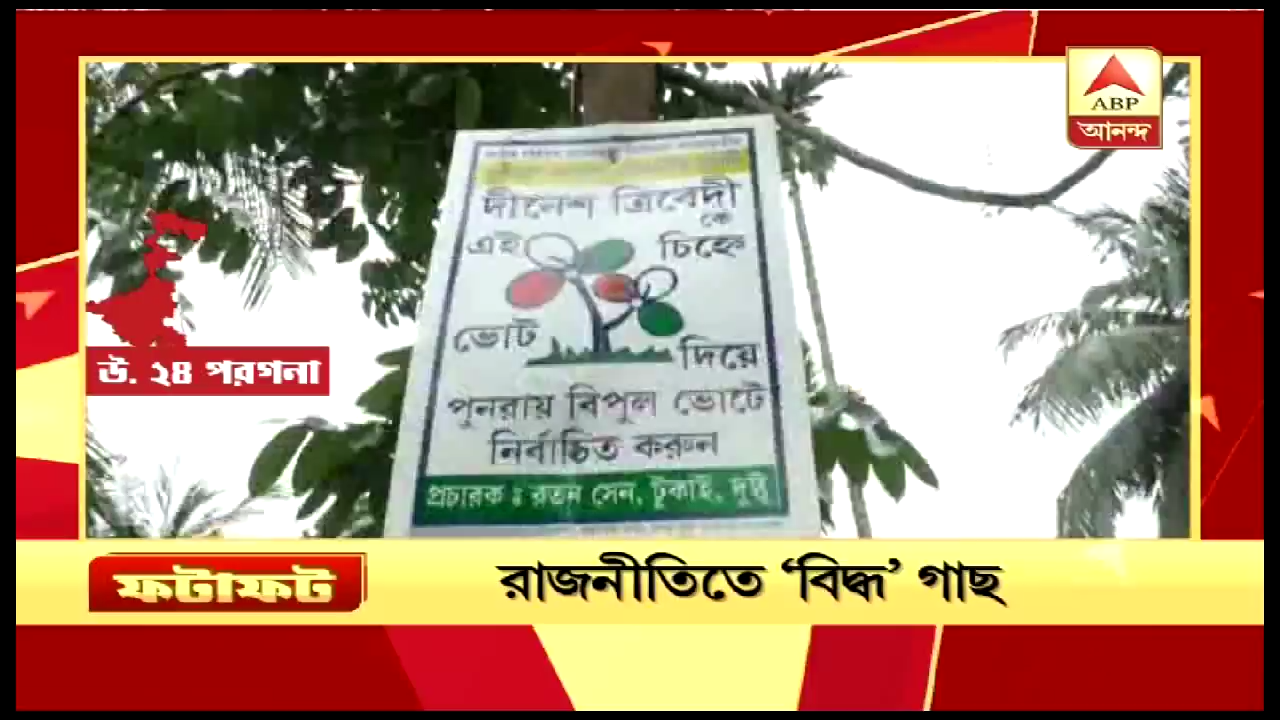 ABP
আনন্দ
দীনেশ ত্রিবেদী
কে
এই চিহ্নে
ভোট দিয়ে
পুনরায় বিপুল ভোটে
নির্বাচিত করুন
প্রচারক ঃ রতন সেন, টুকাই, দুষ্টু
উ. ২৪ পরগনা
ফটাফট
রাজনীতিতে ‘বিদ্ধ’ গাছ